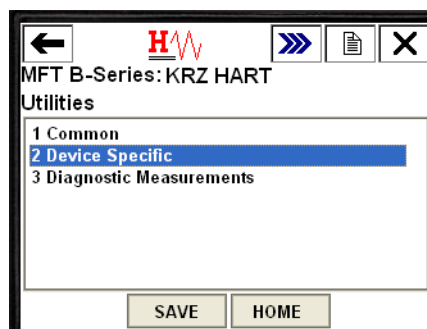 H
MFT B-Series: KRZ HART
Utilities
1 Common
2 Device Specific
3 Diagnostic Measurements
SAVE HOME